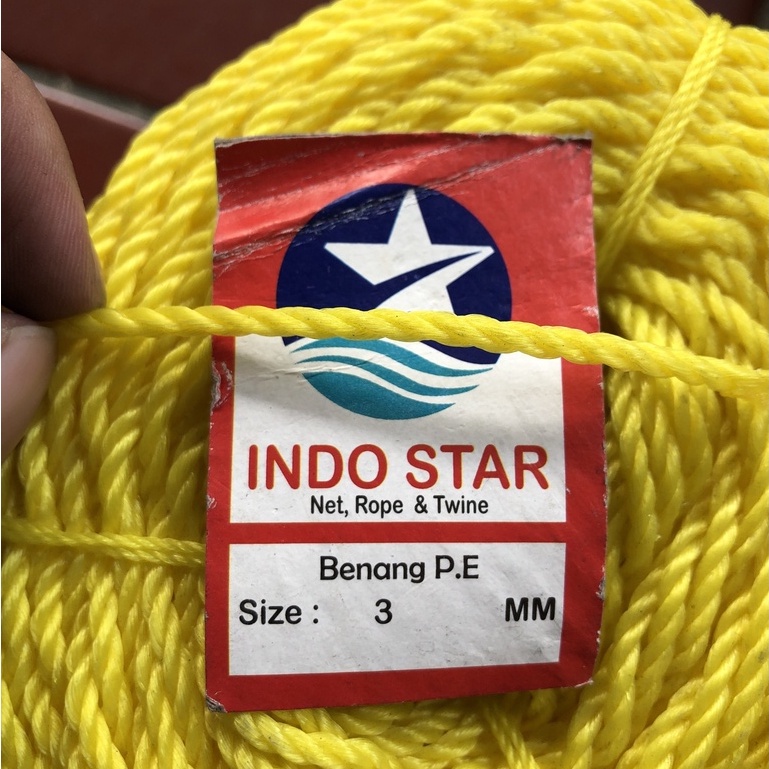 INDO STAR
Net, Rope & Twine
Benang P.E
Size : 3 MM